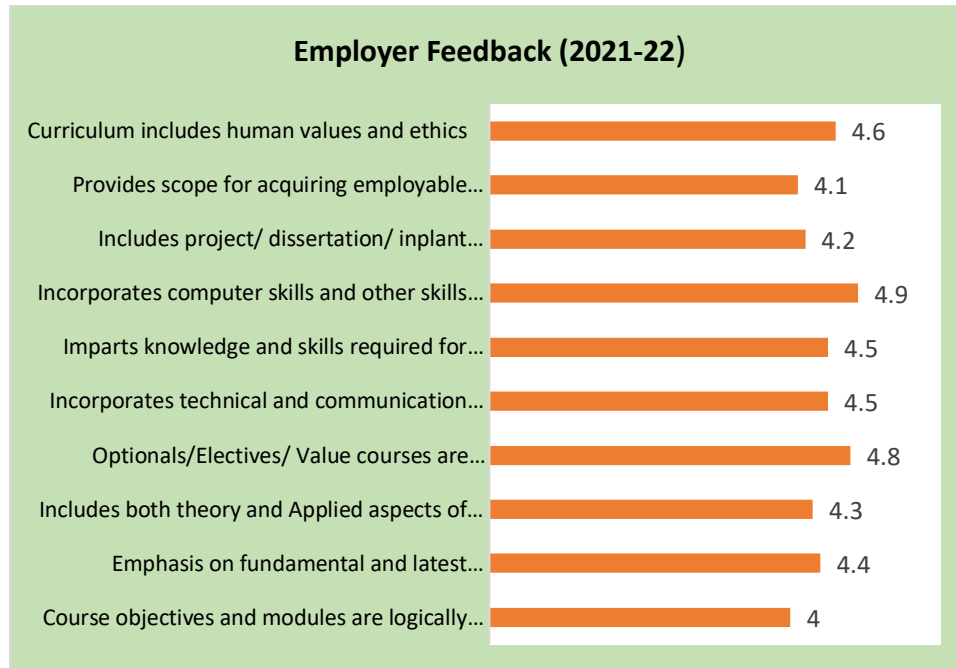 Employer Feedback (2021-22)
Curriculum includes human values and ethics 4.6
Provides scope for acquiring employable... 4.1
Includes project/ dissertation/ inplant... 4.2
Incorporates computer skills and other skills... 4.9
Imparts knowledge and skills required for... 4.5
Incorporates technical and communication... 4.5
Optionals/Electives/ Value courses are... 4.8
Includes both theory and Applied aspects of... 4.3
Emphasis on fundamental and latest... 4.4
Course objectives and modules are logically... 4